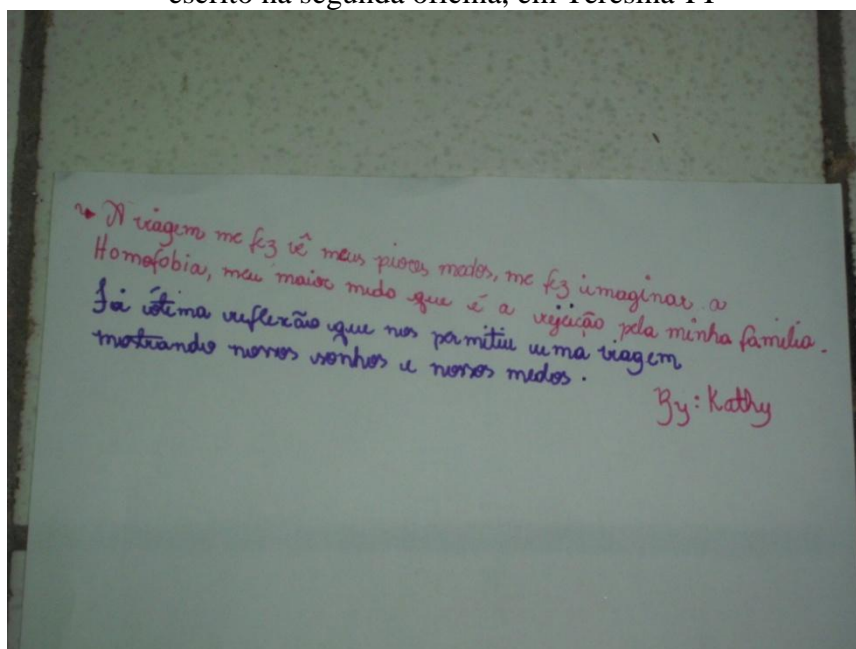 escrito na segunda oficina, em Teresina-PI
A viagem me fez vê meus piores medos, me fez imaginar a
Homofobia, meu maior medo que é a rejeição pela minha família.
foi ótima reflexão que nos permitiu uma viagem
mostrando nossos sonhos e nossos medos.
By: Kathy